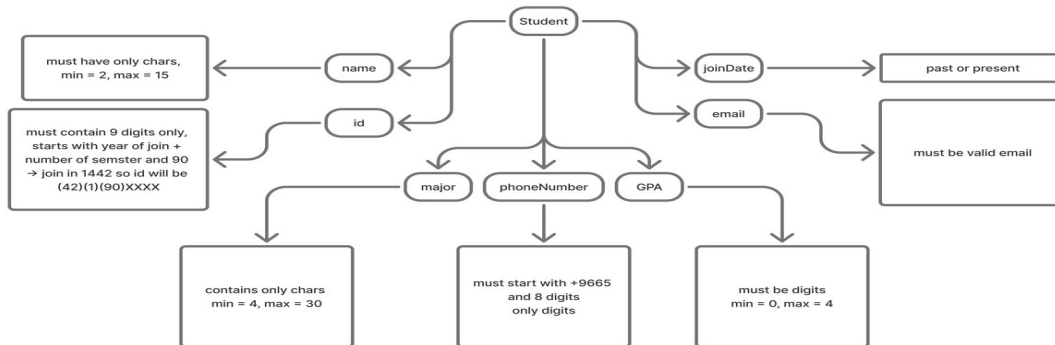 Student
must have only chars,
min = 2, max = 15
name
joinDate
past or present
must contain 9 digits only,
starts with year of join +
number of semster and 90
→ join in 1442 so id will be
(42)(1)(90)XXXX
id
email
must be valid email
major
phoneNumber
GPA
contains only chars
min = 4, max = 30
must start with +9665
and 8 digits
only digits
must be digits
min = 0, max = 4